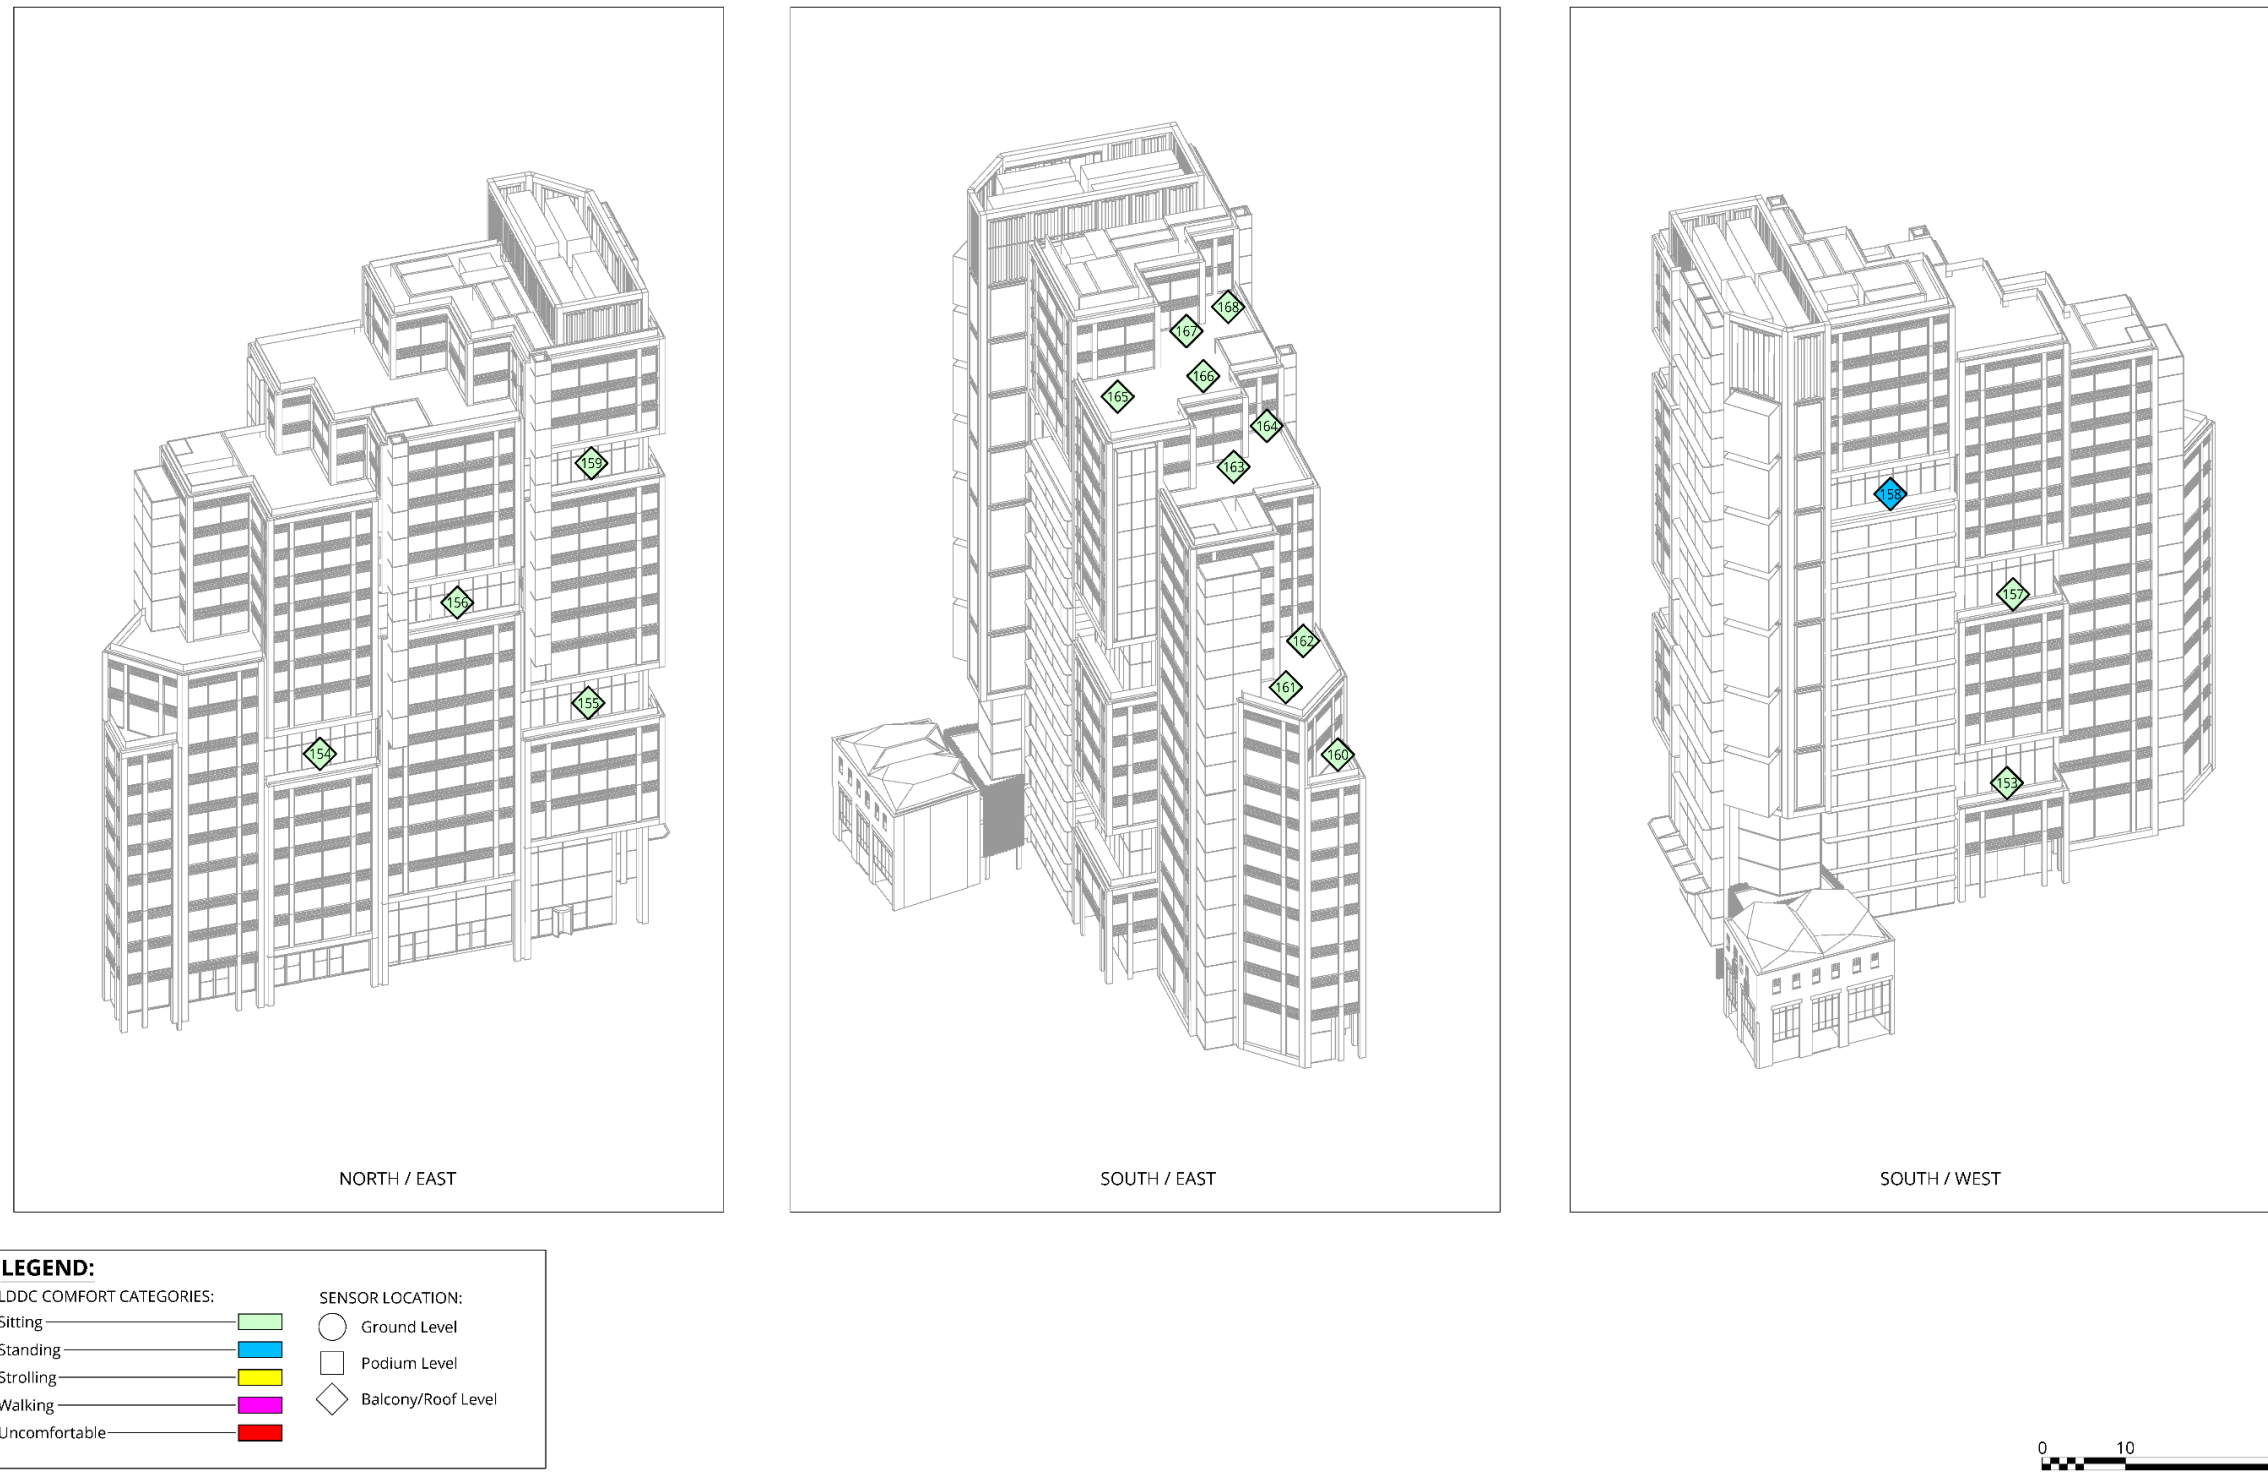 168
167
166
165
164
159
163
158
156
157
162
161
155
154
160
153
NORTH / EAST
SOUTH / EAST
SOUTH / WEST
LEGEND:
LDDC COMFORT CATEGORIES:
SENSOR LOCATION:
Sitting
Ground Level
Standing
Podium Level
Strolling
Balcony/Roof Level
Walking
Uncomfortable
0 10